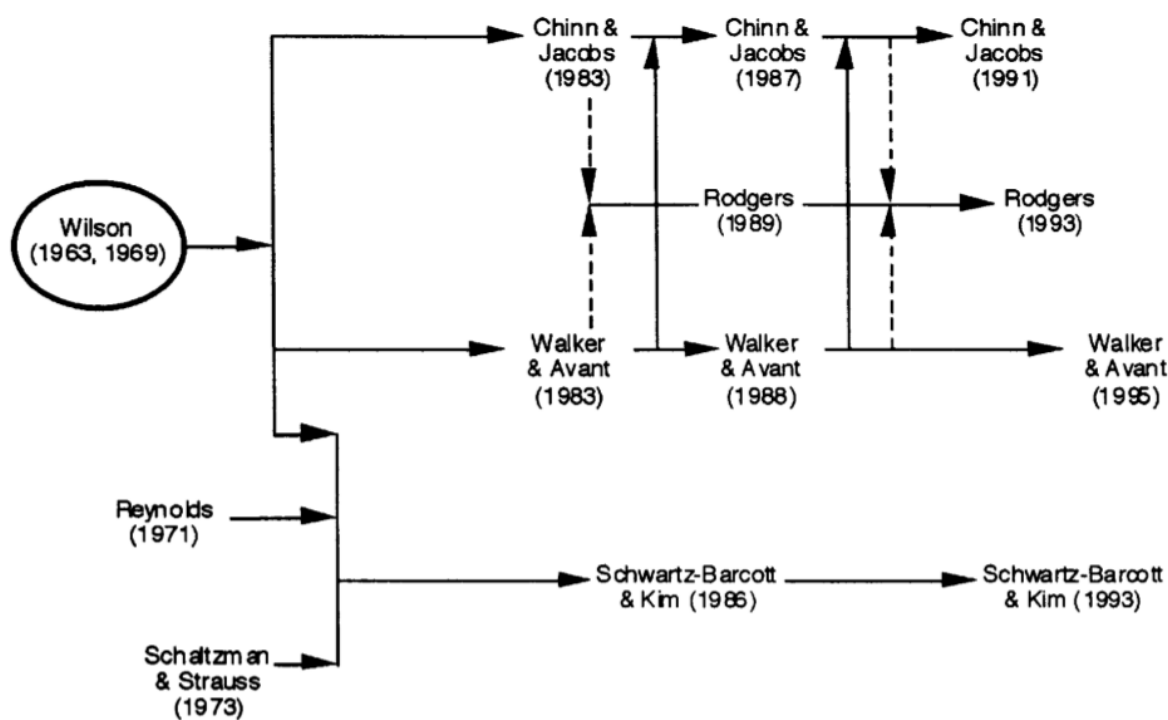 Chinn &
Jacobs
(1983)
Chinn &
Jacobs
(1987)
Chinn &
Jacobs
(1991)
Wilson
(1963, 1969)
Rodgers
(1989)
Rodgers
(1993)
Walker
& Avant
(1983)
Walker
& Avant
(1988)
Walker
& Avant
(1995)
Reynolds
(1971)
Schwartz-Barcott
& Kim (1986)
Schwartz-Barcott
& Kim (1993)
Schaltzman
& Strauss
(1973)